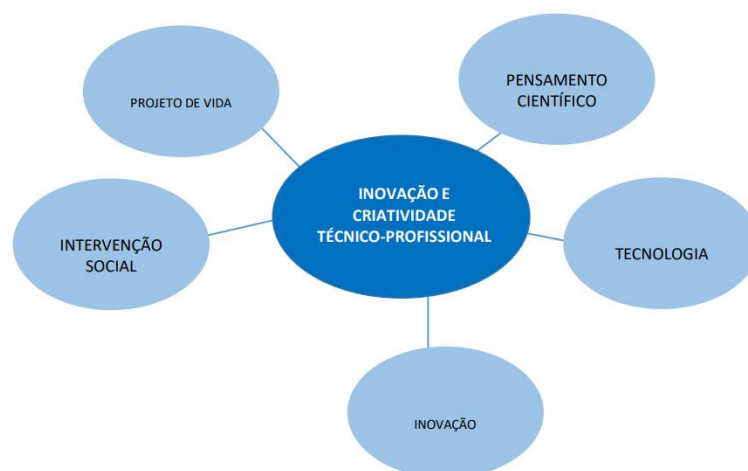 PROJETO DE VIDA
PENSAMENTO
CIENTÍFICO
INOVAÇÃO E
CRIATIVIDADE
TÉCNICO-PROFISSIONAL
INTERVENÇÃO
SOCIAL
TECNOLOGIA
INOVAÇÃO